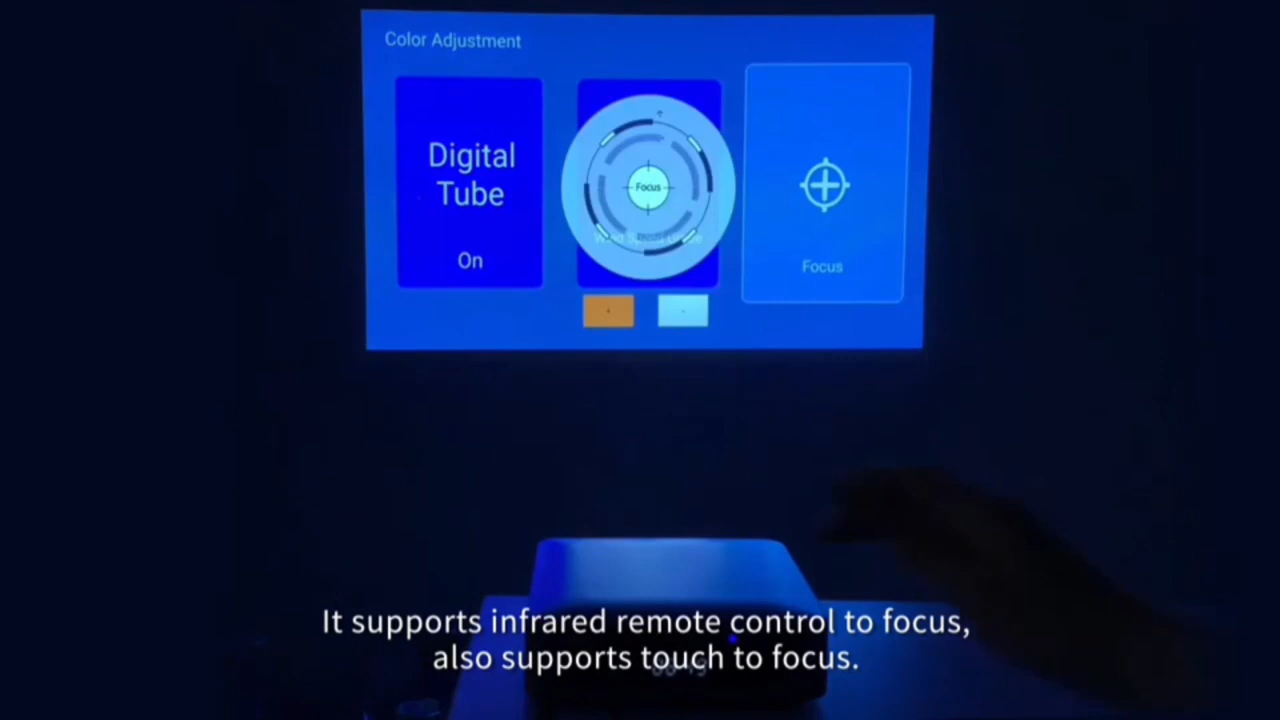 Color Adjustment
Digital
Tube
On
Focus
Focus
It supports infrared remote control to focus,
also supports touch to focus.